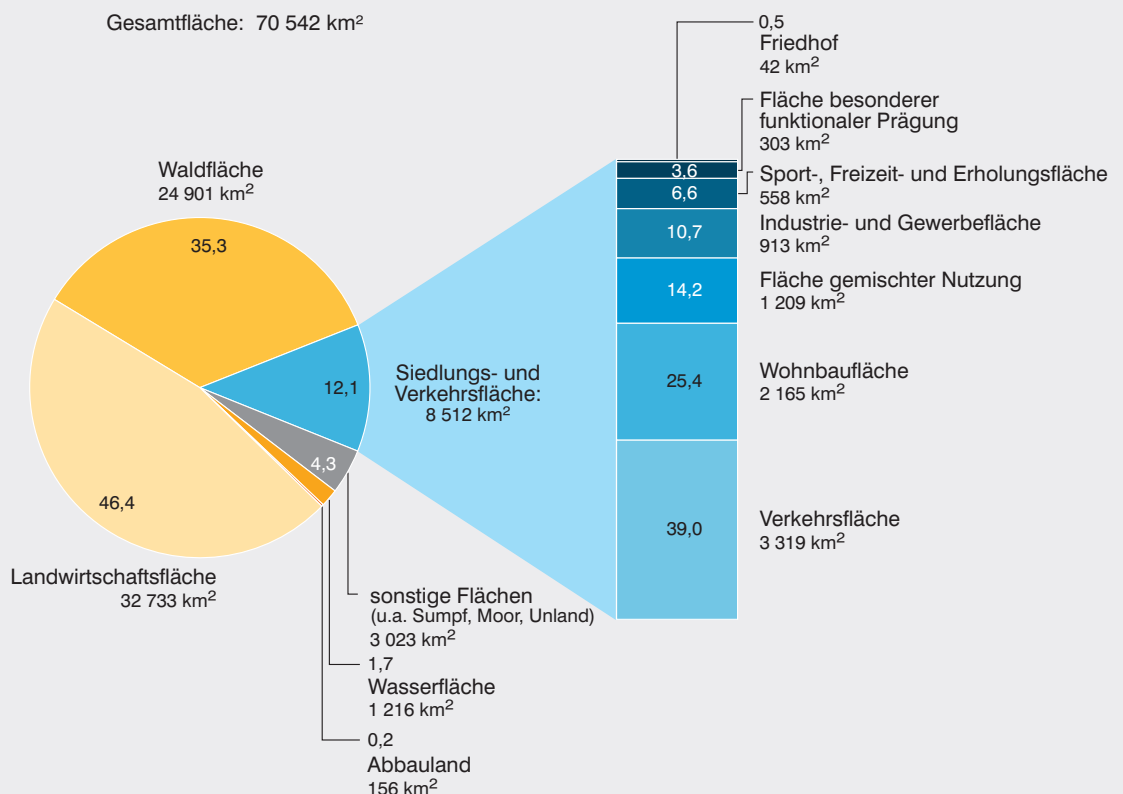 Gesamtfläche: 70 542 km²
Waldfläche
24 901 km²
35,3
12,1
4,3
46,4
Landwirtschaftsfläche
32 733 km²
sonstige Flächen
(u.a. Sumpf, Moor, Unland)
3 023 km²
1,7
Wasserfläche
1 216 km²
0,2
Abbauland
156 km²
Siedlungs- und
Verkehrsfläche:
8 512 km²
0,5
Friedhof
42 km²
Fläche besonderer
funktionaler Prägung
303 km²
3,6
Sport-, Freizeit- und Erholungsfläche
558 km²
6,6
Industrie- und Gewerbefläche
913 km²
10,7
Fläche gemischter Nutzung
1 209 km²
14,2
Wohnbaufläche
2 165 km²
25,4
Verkehrsfläche
3 319 km²
39,0